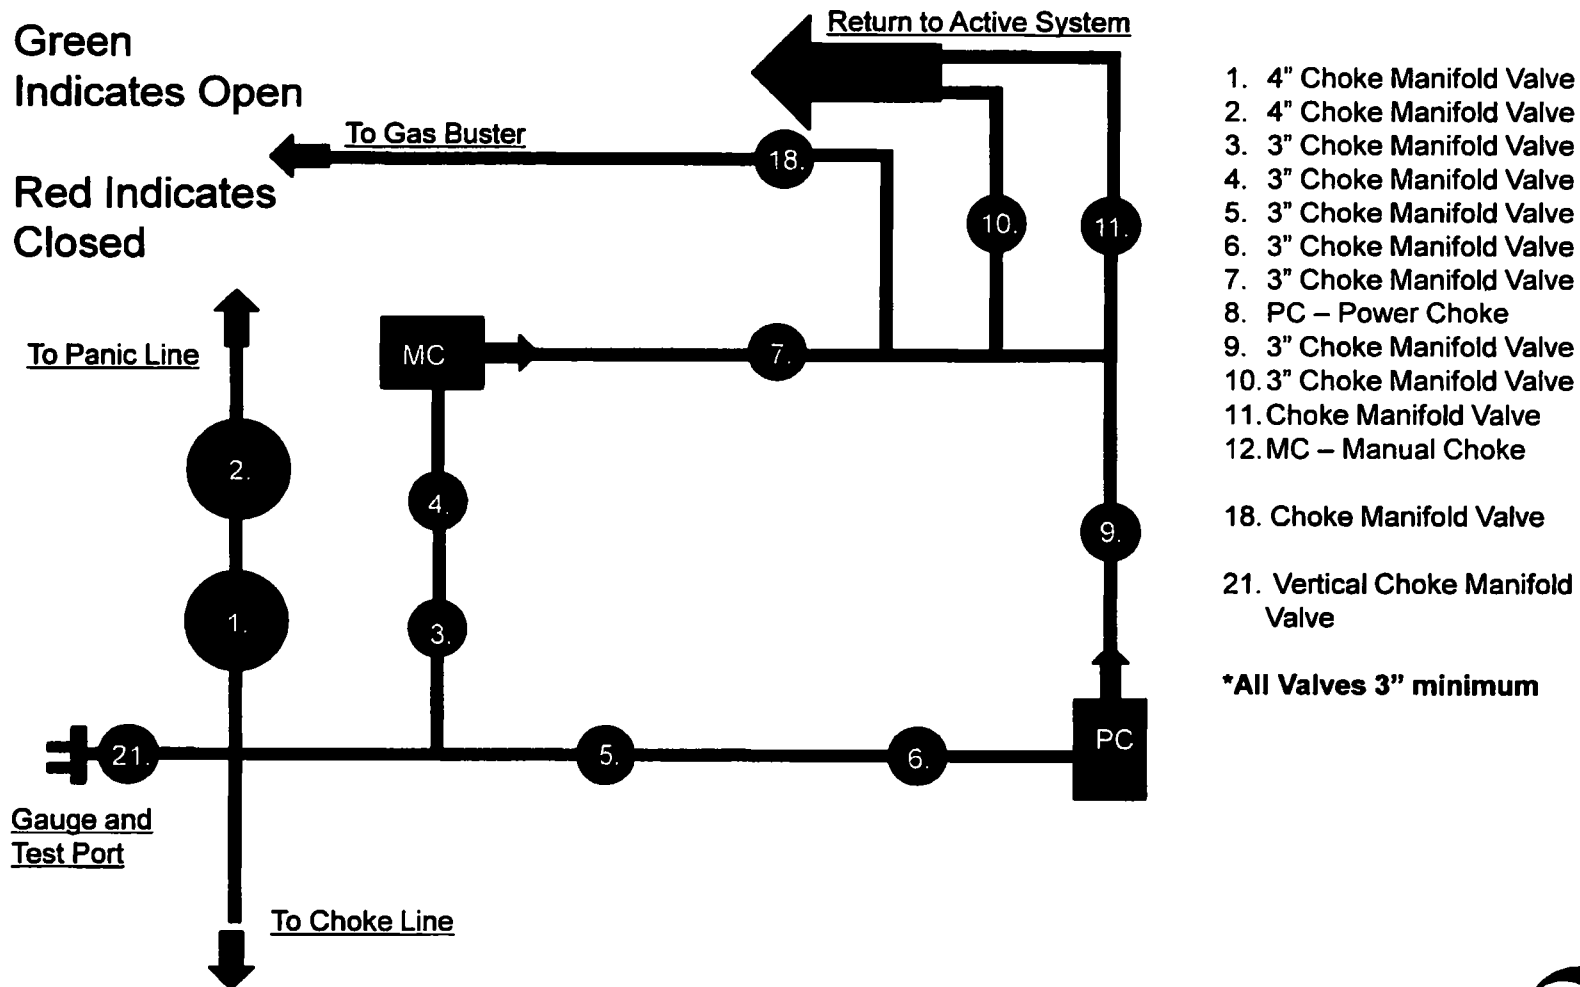 Green
Indicates Open
Red Indicates
Closed
Return to Active System
To Gas Buster
18.
10.
11.
To Panic Line
MC
7.
2.
4.
9.
1.
3.
21.
5.
6.
PC
Gauge and
Test Port
To Choke Line
1. 4" Choke Manifold Valve
2. 4" Choke Manifold Valve
3. 3" Choke Manifold Valve
4. 3" Choke Manifold Valve
5. 3" Choke Manifold Valve
6. 3" Choke Manifold Valve
7. 3" Choke Manifold Valve
8. PC – Power Choke
9. 3" Choke Manifold Valve
10. 3" Choke Manifold Valve
11. Choke Manifold Valve
12. MC – Manual Choke
18. Choke Manifold Valve
21. Vertical Choke Manifold
Valve
*All Valves 3" minimum